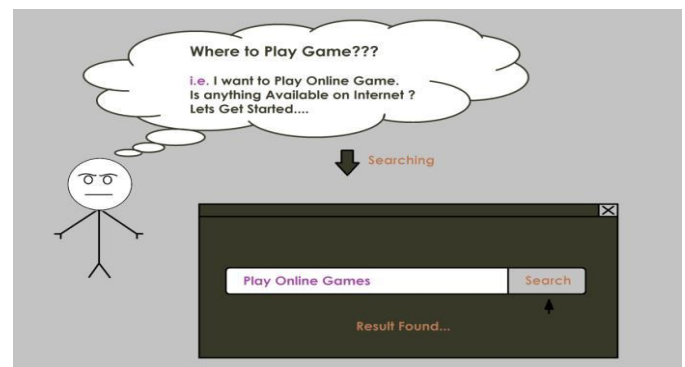 Where to Play Game???
i.e. I want to Play Online Game.
Is anything Available on Internet ?
Lets Get Started....
Searching
Play Online Games
Search
Result Found...